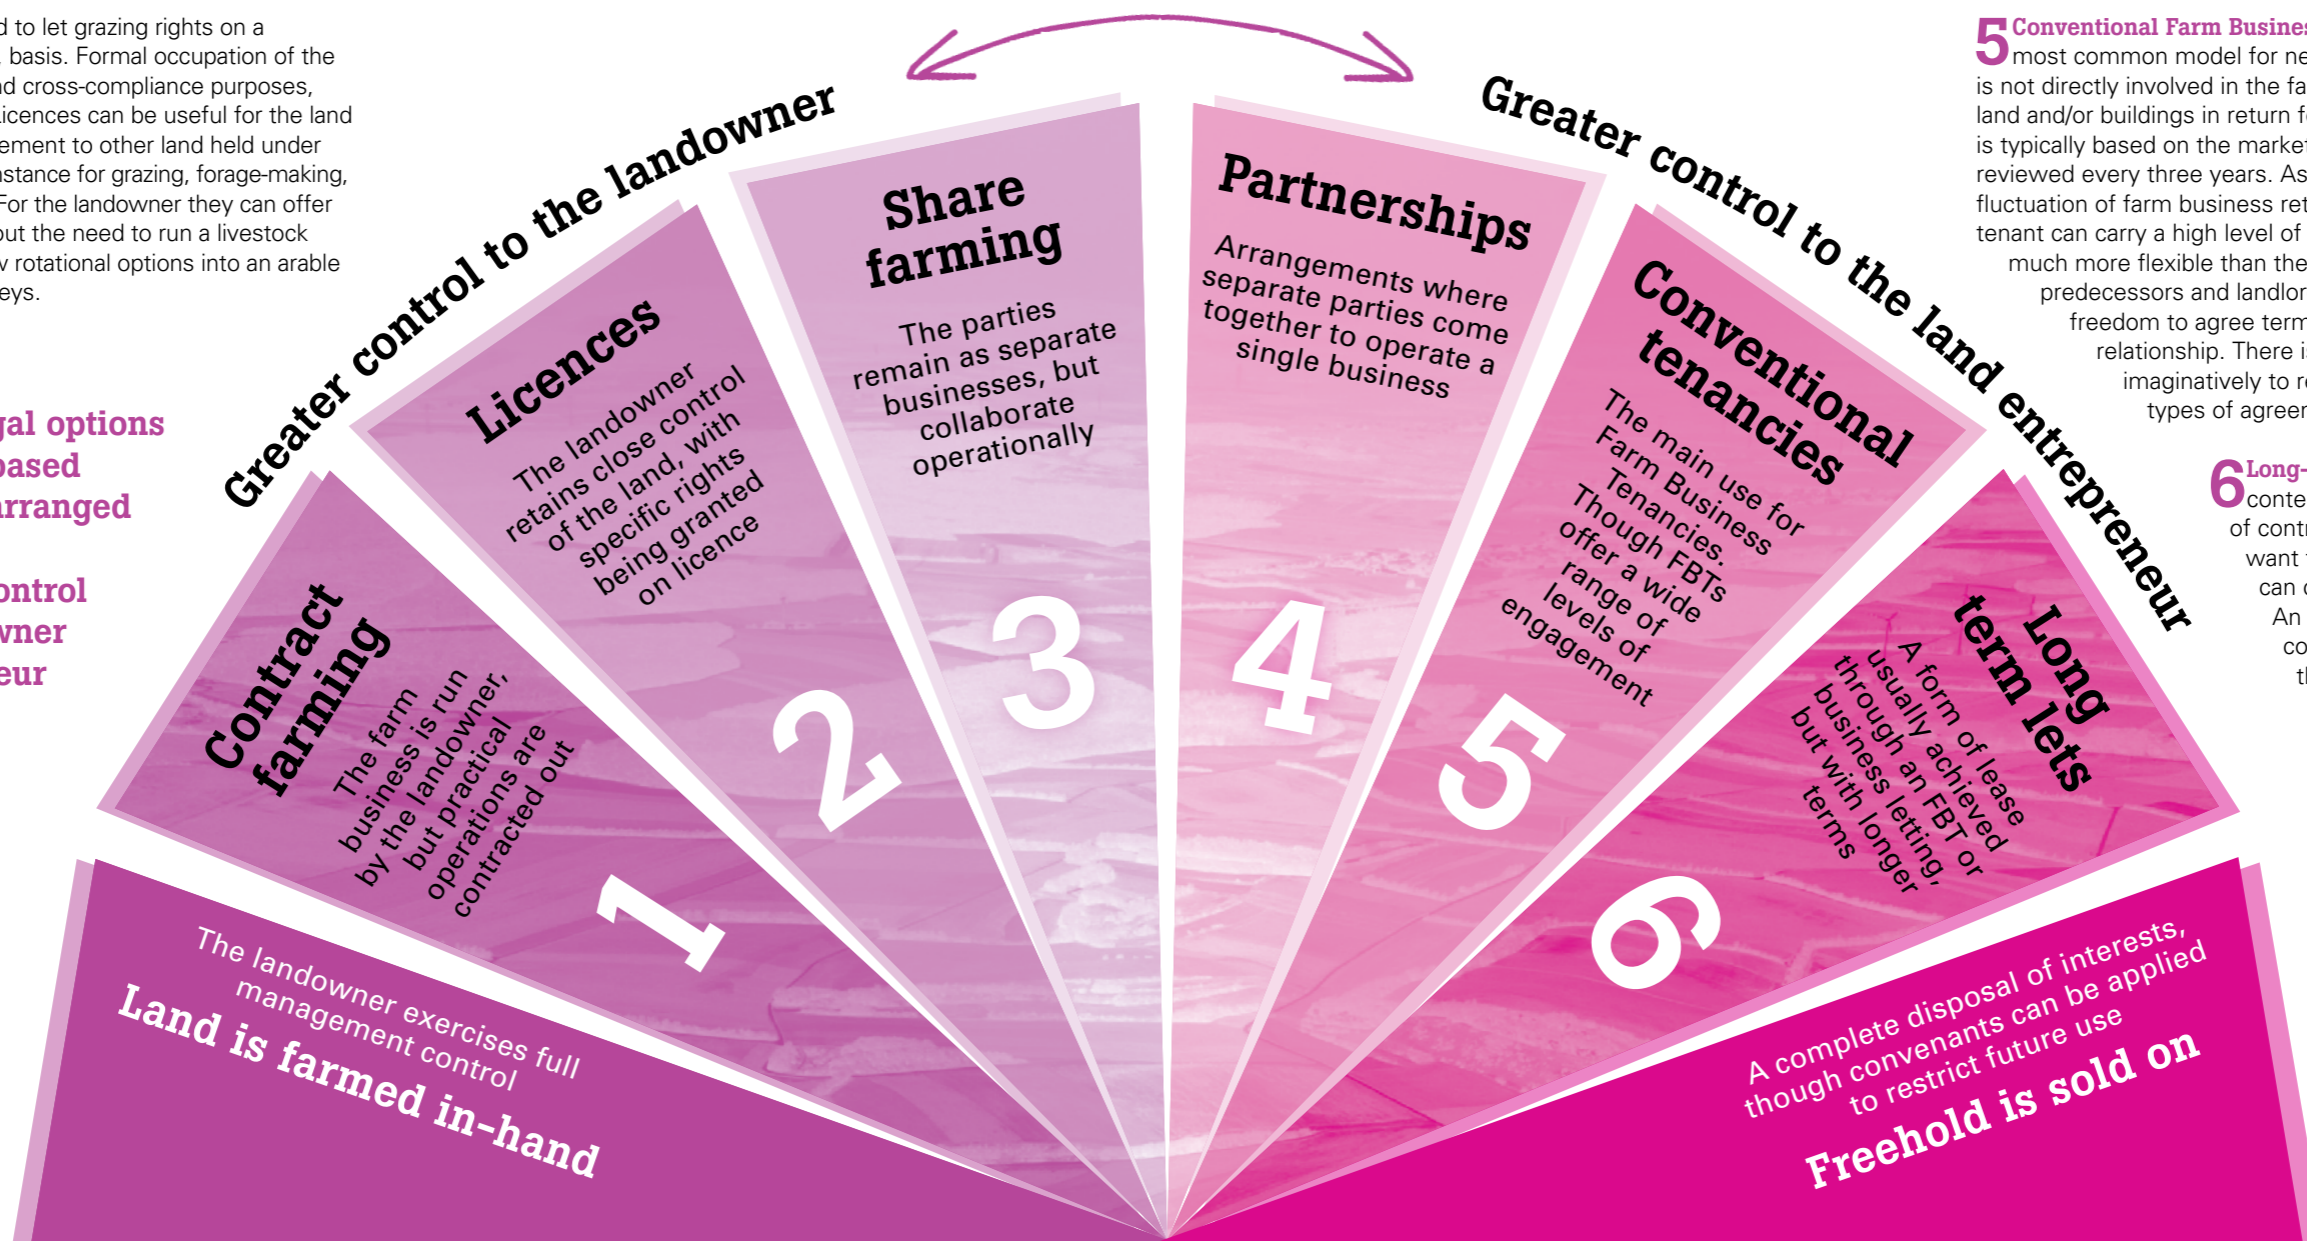 d to let grazing rights on a
basis. Formal occupation of the
nd cross-compliance purposes,
Licences can be useful for the land
ement to other land held under
nstance for grazing, forage-making,
For the landowner they can offer
out the need to run a livestock
w rotational options into an arable
eys.
gal options
based
arranged
ontrol
wner
eur
Greater control to the landowner
Greater control to the land entrepreneur
Land is farmed in-hand
The landowner exercises full
management control
Contract
farming
The farm
business is run
by the landowner,
but practical
operations are
contracted out
1
Licences
The landowner
retains close control
of the land, with
specific rights
being granted
on licence
2
Share
farming
The parties
remain as separate
businesses, but
collaborate
operationally
3
Partnerships
Arrangements where
separate parties come
together to operate a
single business
4
Conventional
tenancies
The main use for
Farm Business
Tenancies.
Though FBTs
offer a wide
range of
levels of
engagement
5
Long
term lets
A form of lease
usually achieved
through an FBT or
business letting,
but with longer
terms
6
A complete disposal of interests,
though convenants can be applied
to restrict future use
Freehold is sold on
5 Conventional Farm Busines
most common model for ne
is not directly involved in the fa
land and/or buildings in return f
is typically based on the market
reviewed every three years. As
fluctuation of farm business ret
tenant can carry a high level of
much more flexible than the
predecessors and landlor
freedom to agree term
relationship. There is
imaginatively to r
types of agreer
6 Long-
conte
of contr
want
can
An
co
th